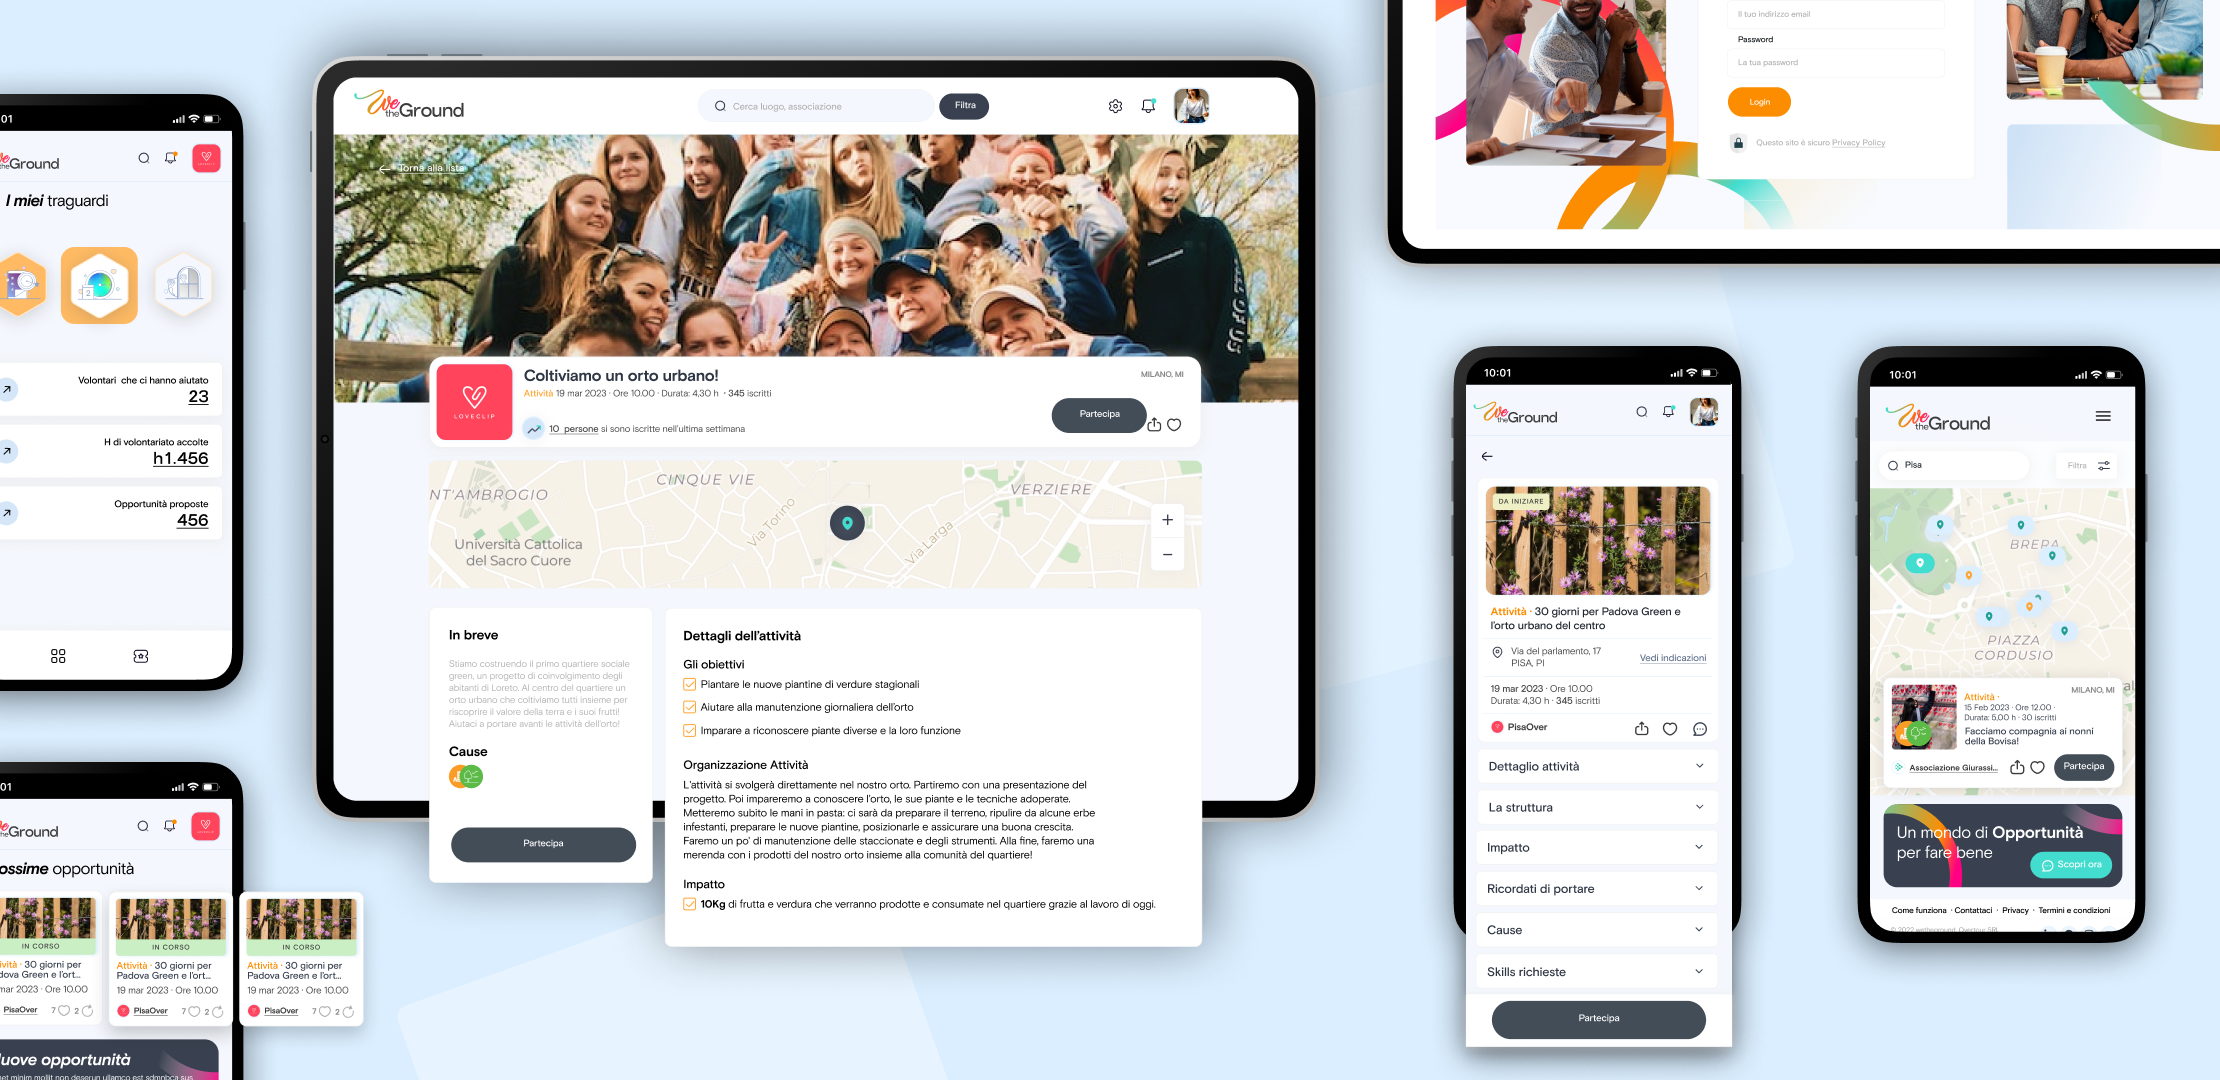 01
We
the Ground
I miei traguardi
2
Volontari che ci hanno aiutato
23
H di volontariato accolte
h1.456
Opportunità proposte
456
01
We
the Ground
ossime opportunità
IN CORSO
IN CORSO
IN CORSO
ività · 30 giorni per
dova Green e l'ort...
mar 2023 · Ore 10.00
PisaOver
7
2
Attività · 30 giorni per
Padova Green e l'ort...
19 mar 2023 · Ore 10.00
PisaOver
7
2
Attività · 30 giorni per
Padova Green e l'ort...
19 mar 2023 · Ore 10.00
PisaOver
7
2
uove opportunità
et minim mollit non deserun ullamco est sdmnbca sus
We
the Ground
Cerca luogo, associazione
Filtra
Torna alla lista
LOVECLIP
Coltiviamo un orto urbano!
MILANO, MI
Attività 19 mar 2023 · Ore 10.00 · Durata: 4,30 h · 345 iscritti
10 persone si sono iscritte nell'ultima settimana
Partecipa
NT'AMBROGIO
CINQUE VIE
VERZIERE
Via Torino
Via Larga
Università Cattolica
del Sacro Cuore
+
−
In breve
Stiamo costruendo il primo quartiere sociale
green, un progetto di coinvolgimento degli
abitanti di Loreto. Al centro del quartiere un
orto urbano che coltiviamo tutti insieme per
riscoprire il valore della terra e i suoi frutti!
Aiutaci a portare avanti le attività dell'orto!
Cause
Partecipa
Dettagli dell'attività
Gli obiettivi
Piantare le nuove piantine di verdure stagionali
Aiutare alla manutenzione giornaliera dell'orto
Imparare a riconoscere piante diverse e la loro funzione
Organizzazione Attività
L'attività si svolgerà direttamente nel nostro orto. Partiremo con una presentazione del
progetto. Poi impareremo a conoscere l'orto, le sue piante e le tecniche adoperate.
Metteremo subito le mani in pasta: ci sarà da preparare il terreno, ripulire da alcune erbe
infestanti, preparare le nuove piantine, posizionarle e assicurare una buona crescita.
Faremo un po' di manutenzione delle staccionate e degli strumenti. Alla fine, faremo una
merenda con i prodotti del nostro orto insieme alla comunità del quartiere!
Impatto
10Kg di frutta e verdura che verranno prodotte e consumate nel quartiere grazie al lavoro di oggi.
Il tuo indirizzo email
Password
La tua password
Login
Questo sito è sicuro Privacy Policy
10:01
We
the Ground
DA INIZIARE
Attività · 30 giorni per Padova Green e
l'orto urbano del centro
Via del parlamento, 17
PISA, PI
Vedi indicazioni
19 mar 2023 · Ore 10.00
Durata: 4,30 h · 345 iscritti
PisaOver
Dettaglio attività
La struttura
Impatto
Ricordati di portare
Cause
Skills richieste
Partecipa
10:01
We
the Ground
Pisa
Filtra
BRERA
PIAZZA
CORDUSIO
al
MILANO, MI
Attività ·
15 Feb 2023 · Ore 12.00 ·
Durata: 5,00 h · 30 iscritti
Facciamo compagnia ai nonni
della Bovisa!
Associazione Giurassi...
Partecipa
Un mondo di Opportunità
per fare bene
Scopri ora
Come funziona · Contattaci · Privacy · Termini e condizioni